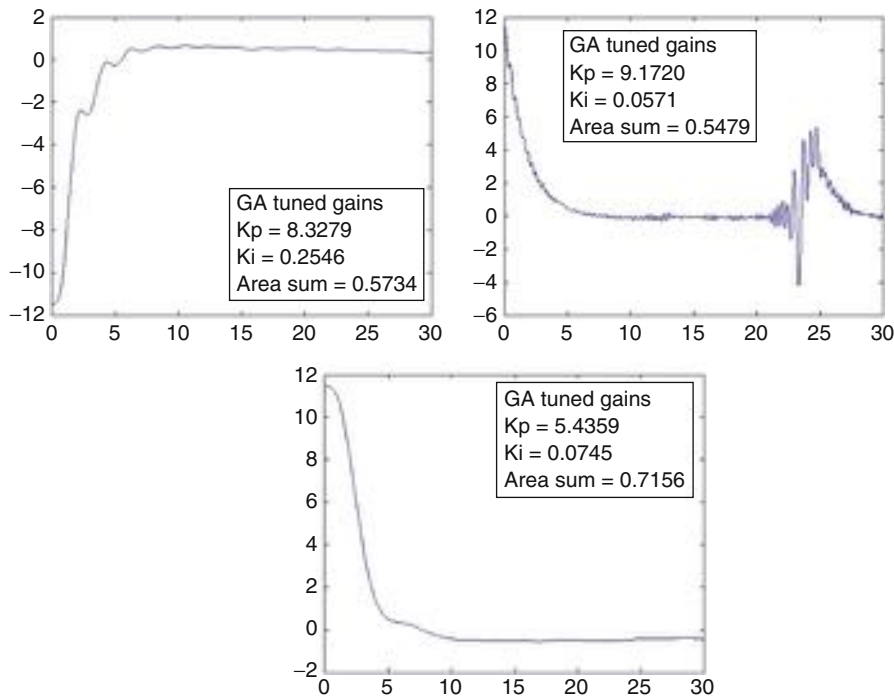 2
0
−2
−4
−6
−8
−10
−12
0 5 10 15 20 25 30
GA tuned gains
Kp = 8.3279
Ki = 0.2546
Area sum = 0.5734
12
10
8
6
4
2
0
−2
−4
−6
0 5 10 15 20 25 30
GA tuned gains
Kp = 9.1720
Ki = 0.0571
Area sum = 0.5479
12
10
8
6
4
2
0
−2
0 5 10 15 20 25 30
GA tuned gains
Kp = 5.4359
Ki = 0.0745
Area sum = 0.7156